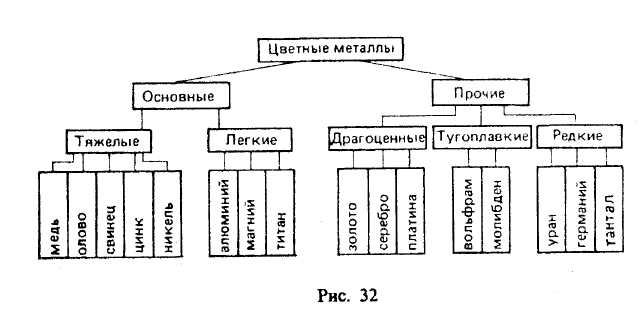 Цветные металлы
Основные
Прочие
Тяжелые
Легкие
Драгоценные
Тугоплавкие
Редкие
медь
олово
свинец
цинк
никель
алюминий
магний
титан
золото
серебро
платина
вольфрам
молибден
уран
германий
тантал
Рис. 32